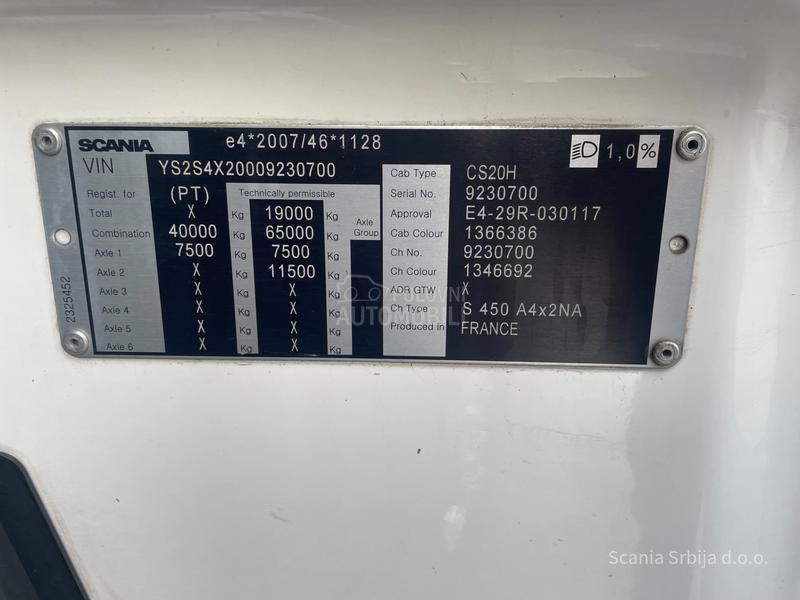 SCANIA e4*2007/46*1128 1,0%
VIN YS2S4X20009230700 Cab Type CS20H
Regist. for (PT) Technically permissible Serial No. 9230700
Total X Kg 19000 Kg Axle Group Approval E4-29R-030117
Combination 40000 Kg 65000 Kg Cab Colour 1366386
Axle 1 7500 Kg 7500 Kg Ch No. 9230700
Axle 2 X Kg 11500 Kg Ch Colour 1346692
Axle 3 X Kg X Kg ADR GTW X
Axle 4 X Kg X Kg Ch Type S 450 A4x2NA
Axle 5 X Kg X Kg Produced in FRANCE
Axle 6 X Kg X Kg
2325452
POLOVNI
AUTOMOBILI
Scania Srbija d.o.o.